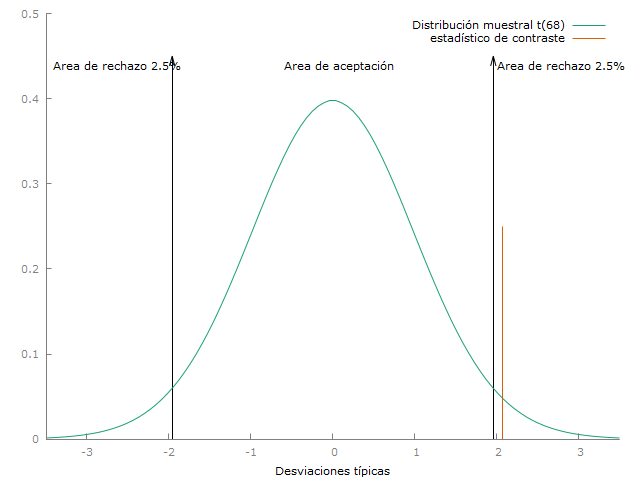 0.5
Distribución muestral t(68)
estadístico de contraste
Area de rechazo 2.5%
Area de aceptación
Area de rechazo 2.5%
0.4
0.3
0.2
0.1
0
-3
-2
-1
0
1
2
3
Desviaciones típicas